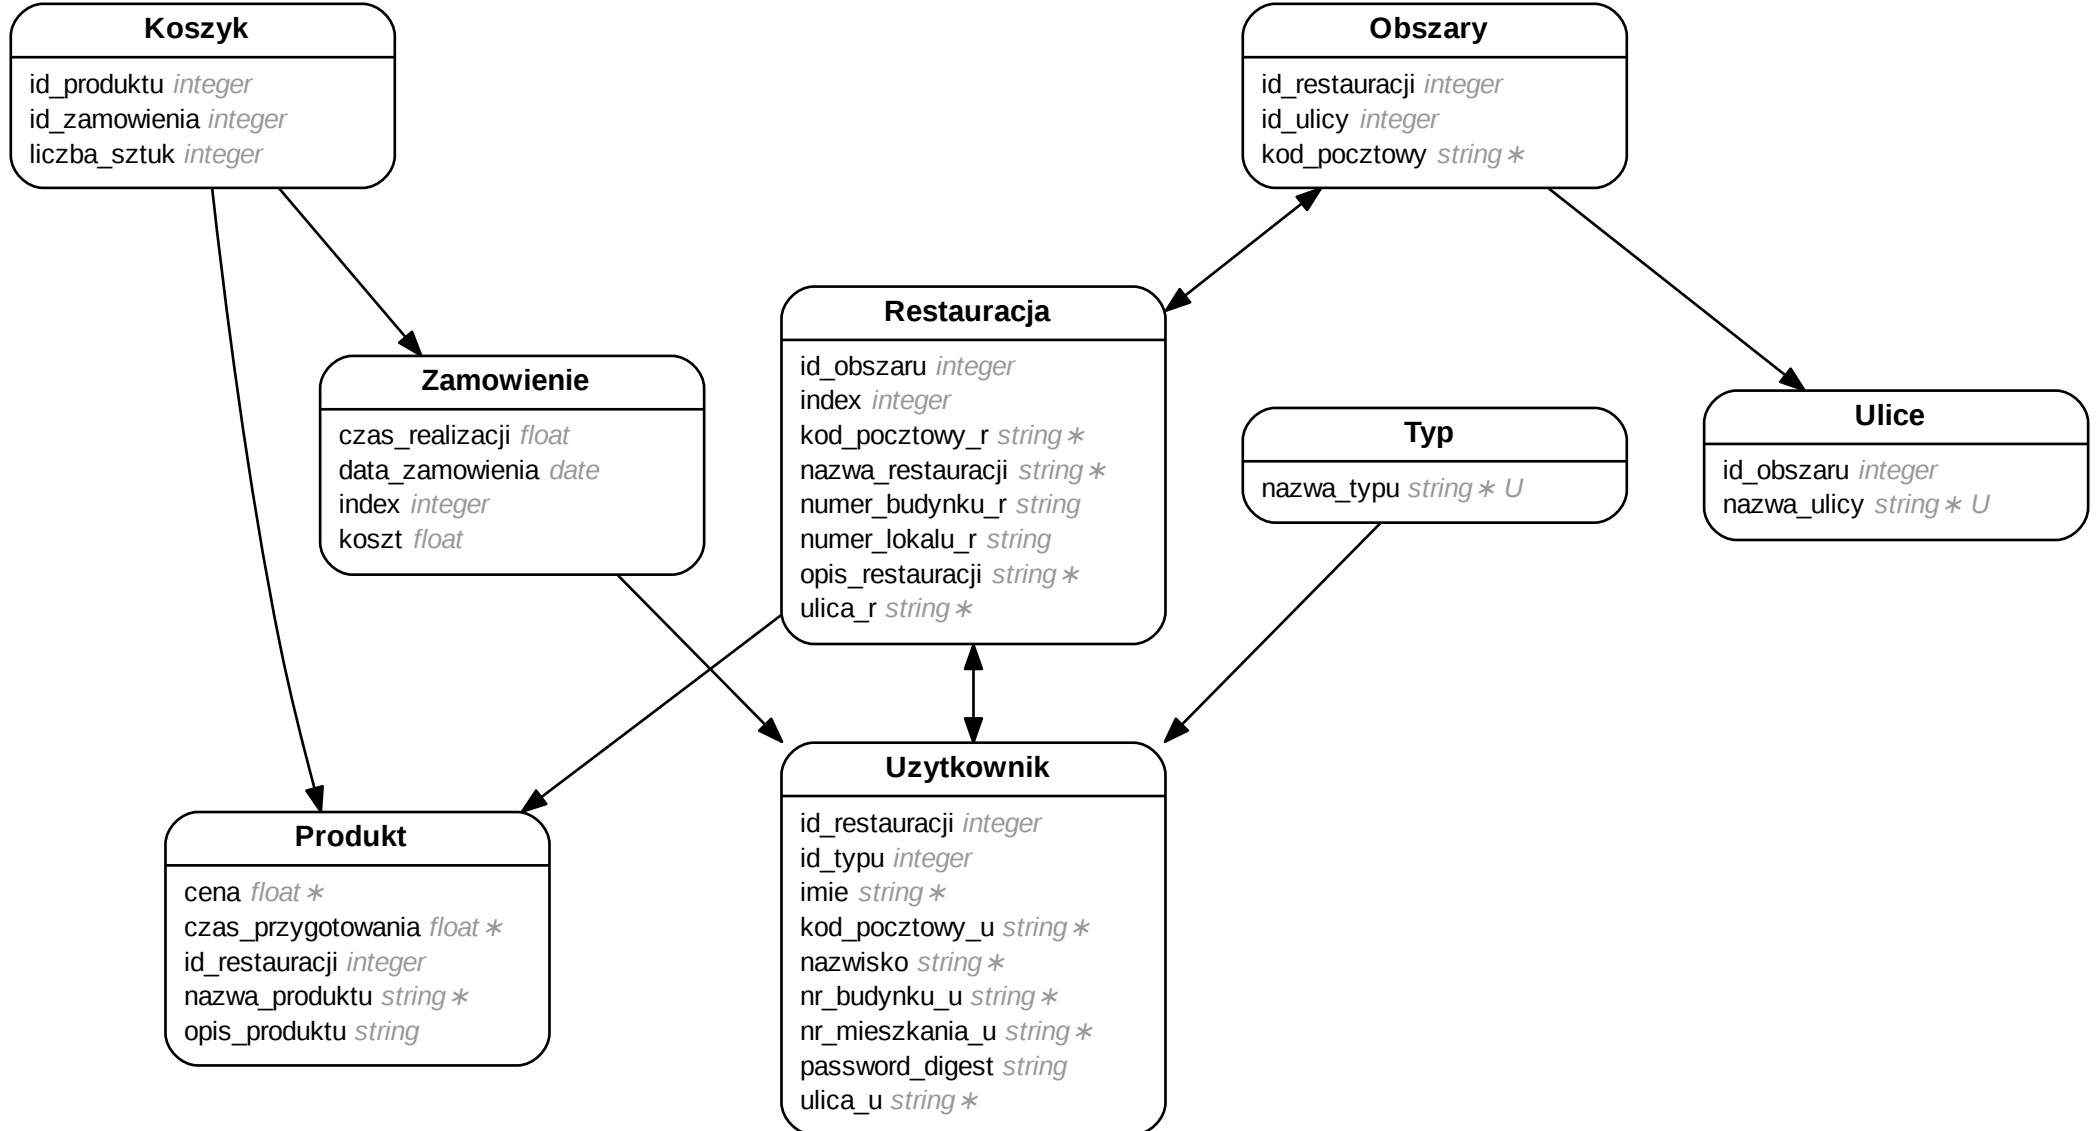 Koszyk
id_produktu integer
id_zamowienia integer
liczba_sztuk integer
Obszary
id_restauracji integer
id_ulicy integer
kod_pocztowy string ∗
Restauracja
id_obszaru integer
index integer
kod_pocztowy_r string ∗
nazwa_restauracji string ∗
numer_budynku_r string
numer_lokalu_r string
opis_restauracji string ∗
ulica_r string ∗
Zamowienie
czas_realizacji float
data_zamowienia date
index integer
koszt float
Typ
nazwa_typu string ∗ U
Ulice
id_obszaru integer
nazwa_ulicy string ∗ U
Produkt
cena float ∗
czas_przygotowania float ∗
id_restauracji integer
nazwa_produktu string ∗
opis_produktu string
Uzytkownik
id_restauracji integer
id_typu integer
imie string ∗
kod_pocztowy_u string ∗
nazwisko string ∗
nr_budynku_u string ∗
nr_mieszkania_u string ∗
password_digest string
ulica_u string ∗